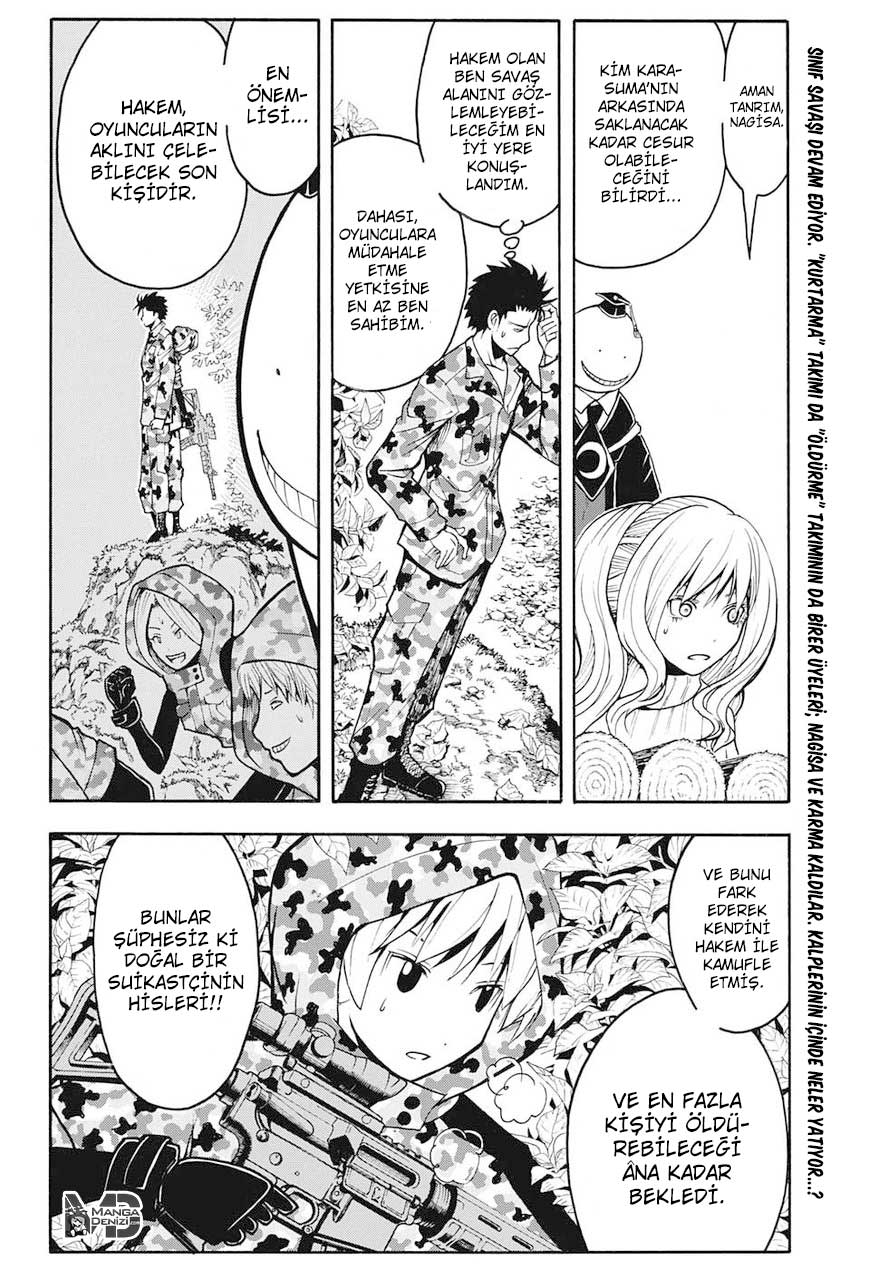 SINIF SAVAŞI DEVAM EDİYOR. "KURTARMA" TAKIMI DA "ÖLDÜRME" TAKIMININ DA BİRER ÜYELERİ; NAGİSA VE KARMA KALDILAR. KALPLERİNİN İÇİNDE NELER YATIYOR...?
AMAN
TANRIM,
NAGİSA.
KİM KARA-
SUMA'NIN
ARKASINDA
SAKLANACAK
KADAR CESUR
OLABİLE-
CEĞİNİ
BİLİRDİ...
HAKEM OLAN
BEN SAVAŞ
ALANINI GÖZ-
LEMLEYEBİ-
LECEĞİM EN
İYİ YERE
KONUŞ-
LANDIM.
DAHASI,
OYUNCULARA
MÜDAHALE
ETME
YETKİSİNE
EN AZ BEN
SAHİBİM.
EN
ÖNEM-
LİSİ...
HAKEM,
OYUNCULARIN
AKLINI ÇELE-
BİLECEK SON
KİŞİDİR.
VE BUNU
FARK
EDEREK
KENDİNİ
HAKEM İLE
KAMUFLE
ETMİŞ.
VE EN FAZLA
KİŞİYİ ÖLDÜ-
REBİLECEĞİ
ÂNA KADAR
BEKLEDİ.
BUNLAR
ŞÜPHESİZ Kİ
DOĞAL BİR
SUİKASTÇİNİN
HİSLERİ!!
MD
MANGA
DENİZİ